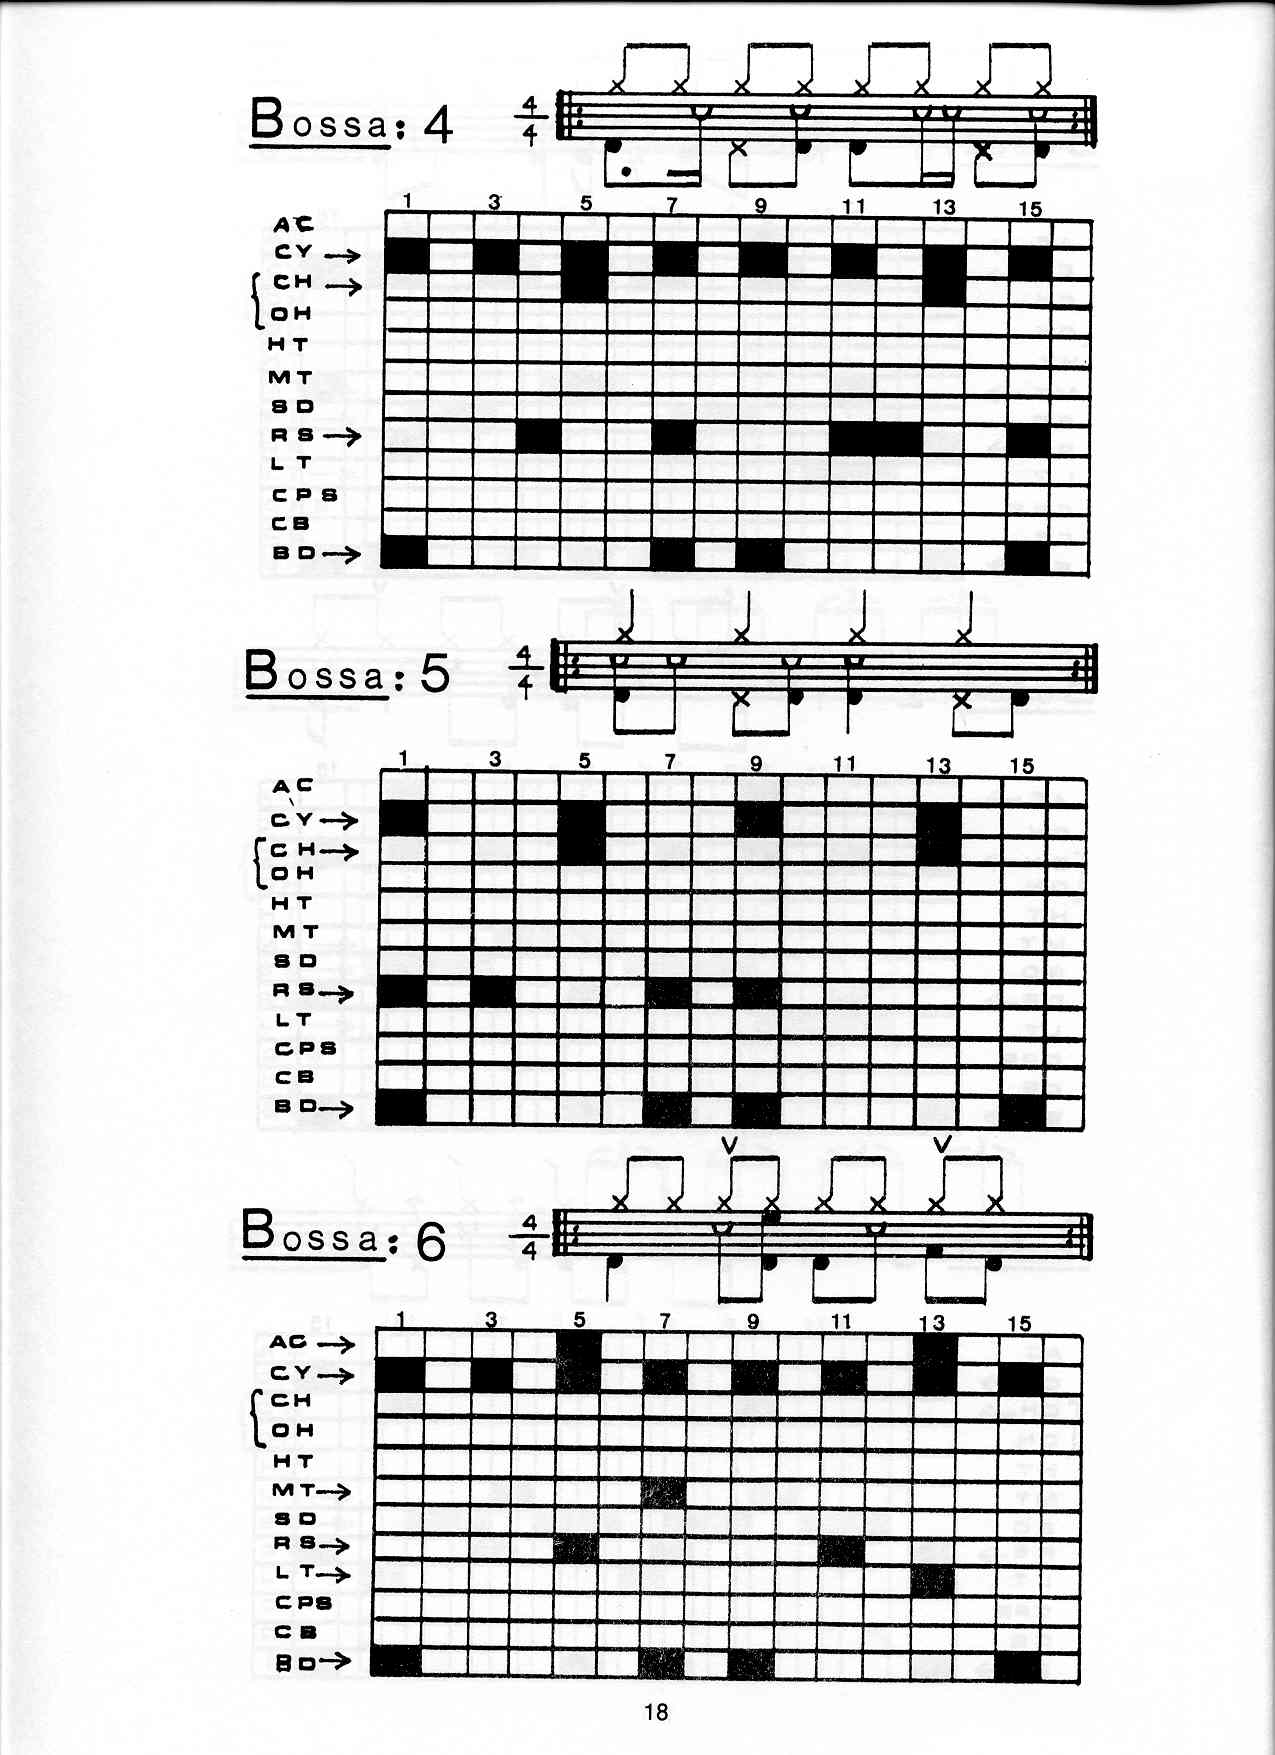 Bossa: 4 4/4
1 3 5 7 9 11 13 15
AC
CY →
CH →
OH
HT
MT
SD
RS →
LT
CPS
CB
BD →
Bossa: 5 4/4
1 3 5 7 9 11 13 15
AC
CY →
CH →
OH
HT
MT
SD
RS →
LT
CPS
CB
BD →
Bossa: 6 4/4
1 3 5 7 9 11 13 15
AC →
CY →
CH
OH
HT
MT →
SD
RS →
LT →
CPS
CB
BD →
18